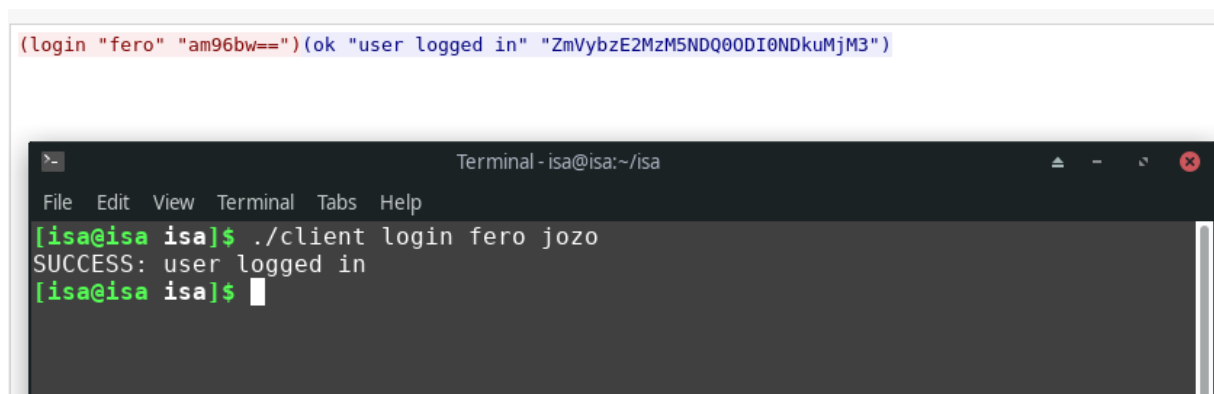 (login "fero" "am96bw==")(ok "user logged in" "ZmVybzE2MzM5NDQ0ODI0NDkuMjM3")
Terminal - isa@isa:~/isa
File Edit View Terminal Tabs Help
[isa@isa isa]$ ./client login fero jozo
SUCCESS: user logged in
[isa@isa isa]$